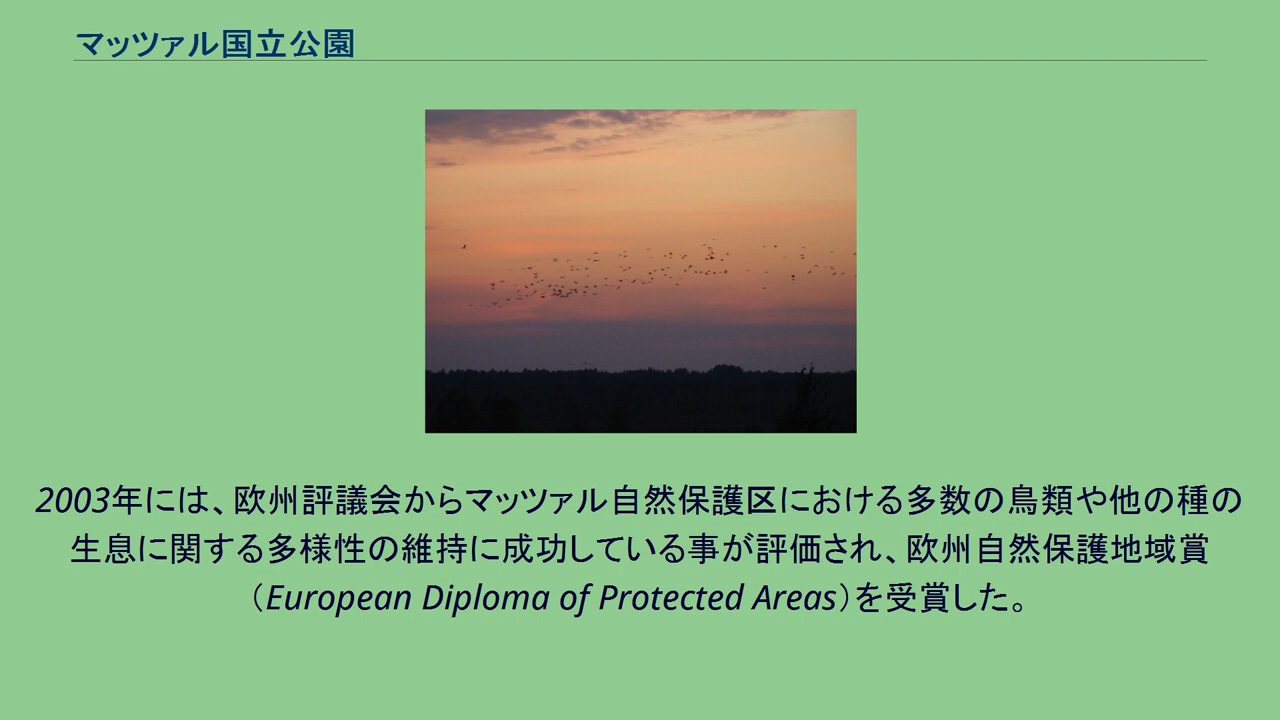 マッツァル国立公園
2003年には、欧州評議会からマッツァル自然保護区における多数の鳥類や他の種の
生息に関する多様性の維持に成功している事が評価され、欧州自然保護地域賞
（European Diploma of Protected Areas）を受賞した。